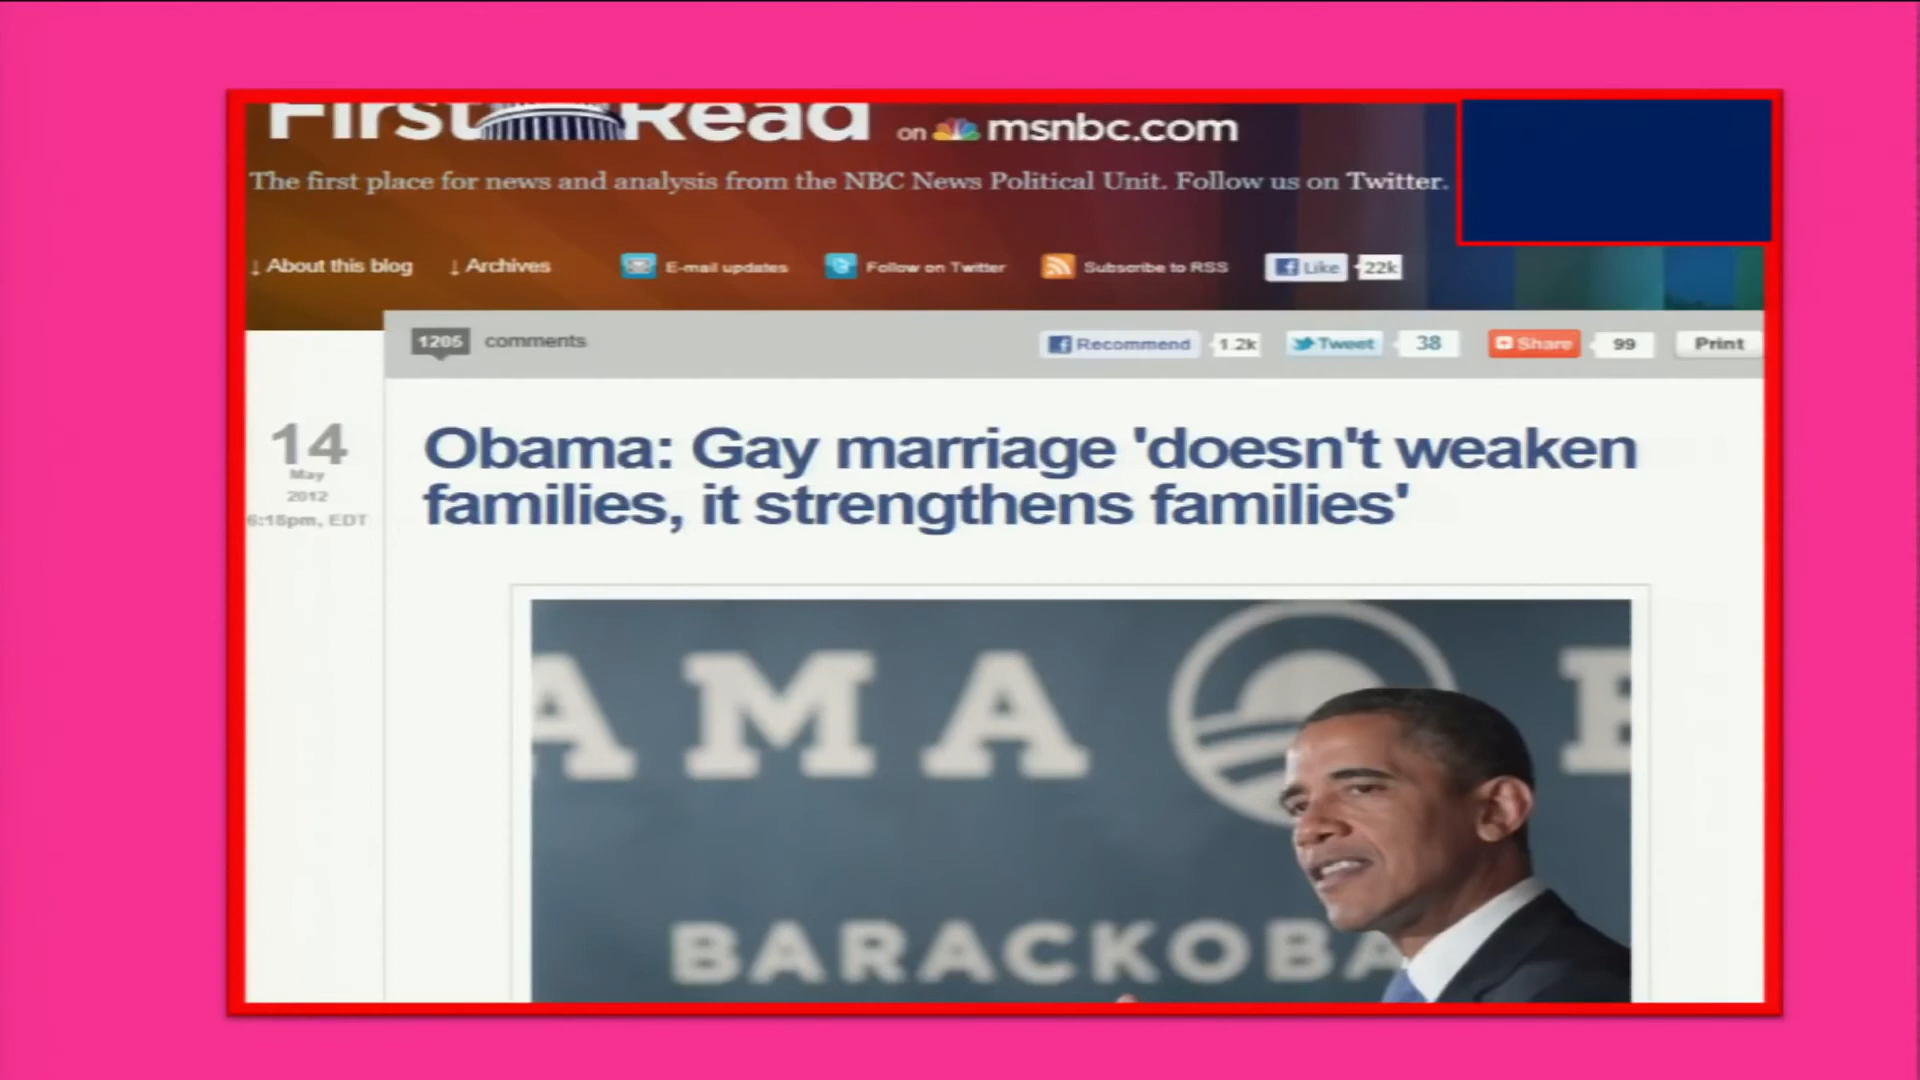 First Read on msnbc.com
The first place for news and analysis from the NBC News Political Unit. Follow us on Twitter.
↓ About this blog ↓ Archives E-mail updates Follow on Twitter Subscribe to RSS Like 22k
1205 comments Recommend 1.2k Tweet 38 Share 99 Print
14
May
2012
6:18pm, EDT
Obama: Gay marriage 'doesn't weaken
families, it strengthens families'
AMA B
BARACKOBA